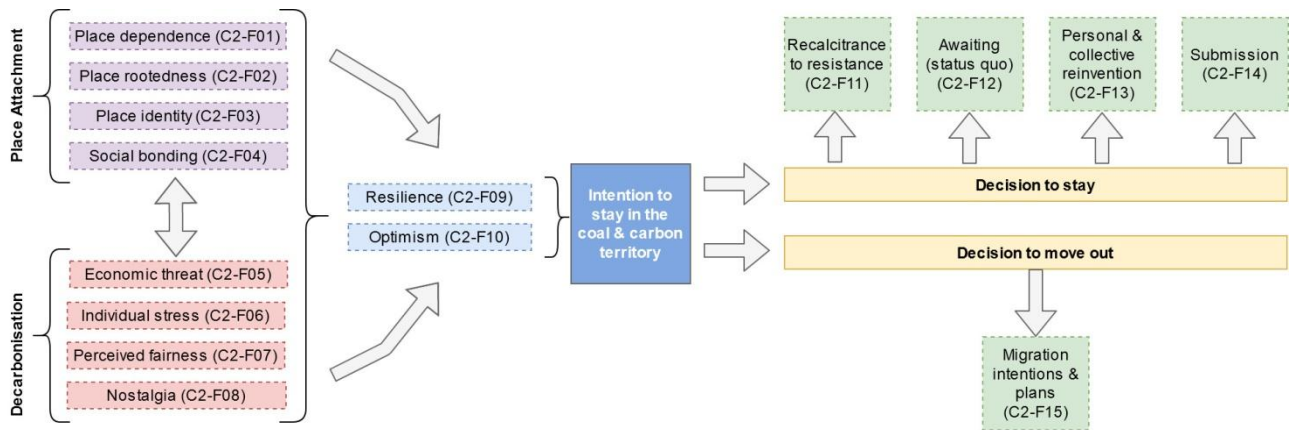 Place Attachment
Place dependence (C2-F01)
Place rootedness (C2-F02)
Place identity (C2-F03)
Social bonding (C2-F04)
Decarbonisation
Economic threat (C2-F05)
Individual stress (C2-F06)
Perceived fairness (C2-F07)
Nostalgia (C2-F08)
Resilience (C2-F09)
Optimism (C2-F10)
Intention to
stay in the
coal & carbon
territory
Recalcitrance
to resistance
(C2-F11)
Awaiting
(status quo)
(C2-F12)
Personal &
collective
reinvention
(C2-F13)
Submission
(C2-F14)
Decision to stay
Decision to move out
Migration
intentions &
plans
(C2-F15)